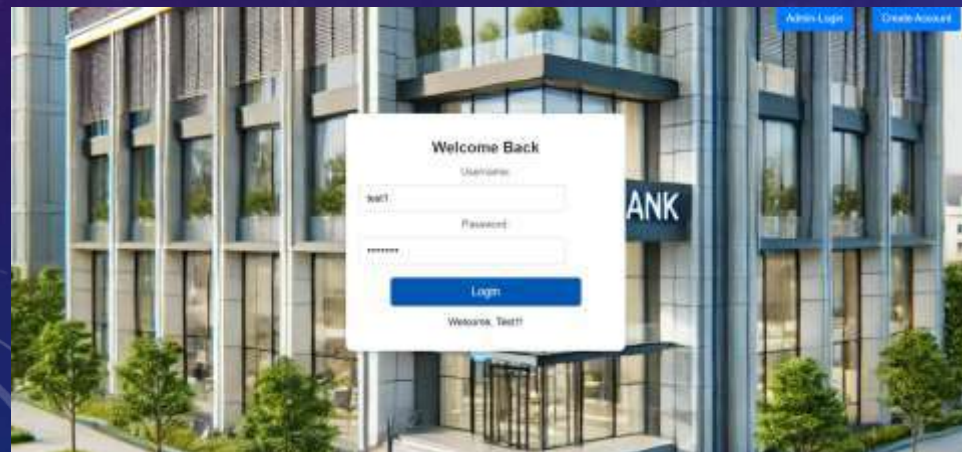 Admin-Login
Create-Account
Welcome Back
Username:
test1
ANK
Password:
••••••••
Login
Welcome, Test1!